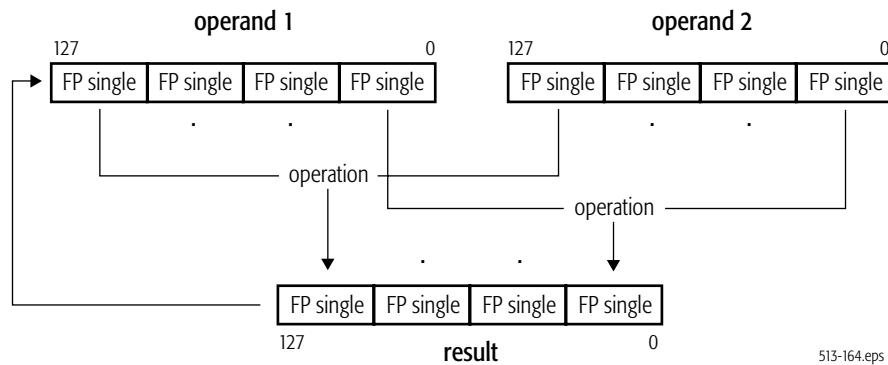 operand 1 operand 2
127 0 127 0
FP single FP single FP single FP single FP single FP single FP single FP single
. . . .
operation
operation
. .
FP single FP single FP single FP single
127 0
result
513-164.eps